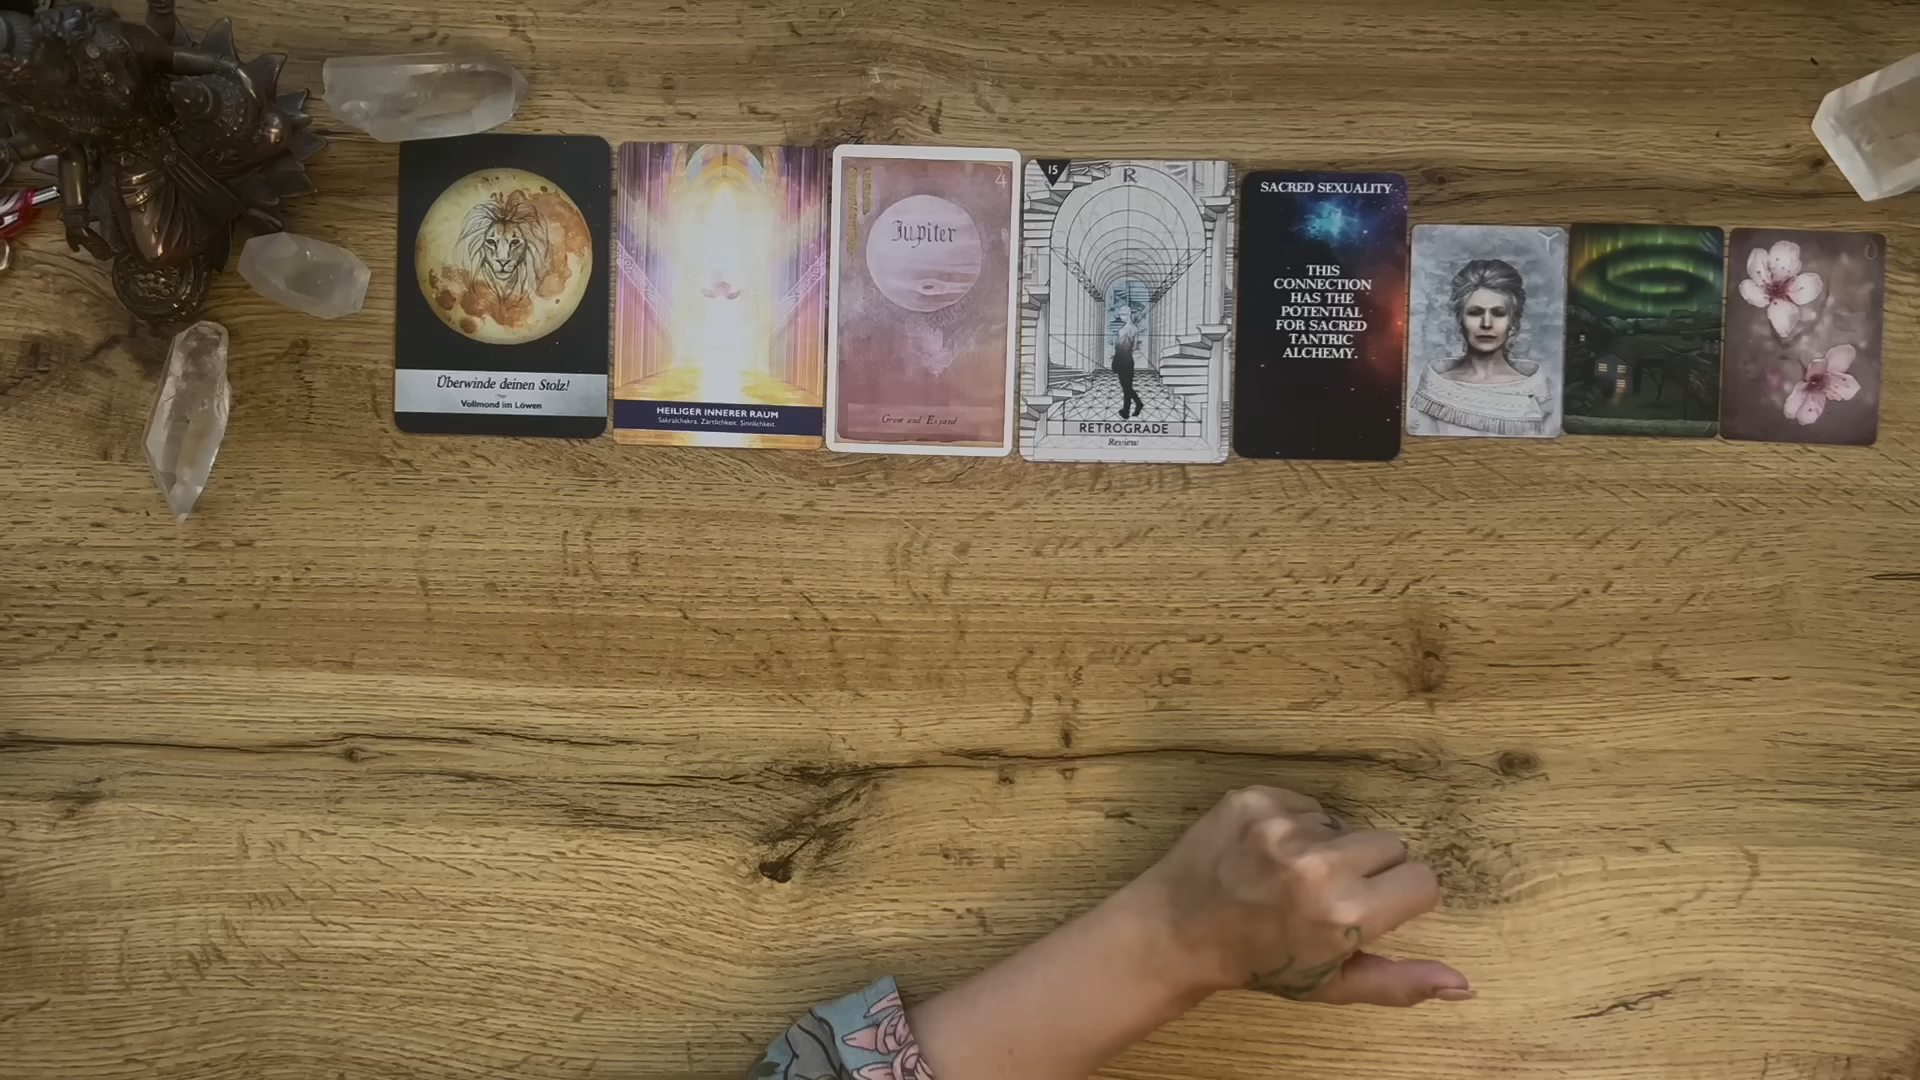 Überwinde deinen Stolz!
Vollmond im Löwen
HEILIGER INNERER RAUM
Sakralchakra. Zärtlichkeit. Sinnlichkeit.
Jupiter
Grow and Expand
15
R
RETROGRADE
Review
SACRED SEXUALITY
THIS
CONNECTION
HAS THE
POTENTIAL
FOR SACRED
TANTRIC
ALCHEMY.